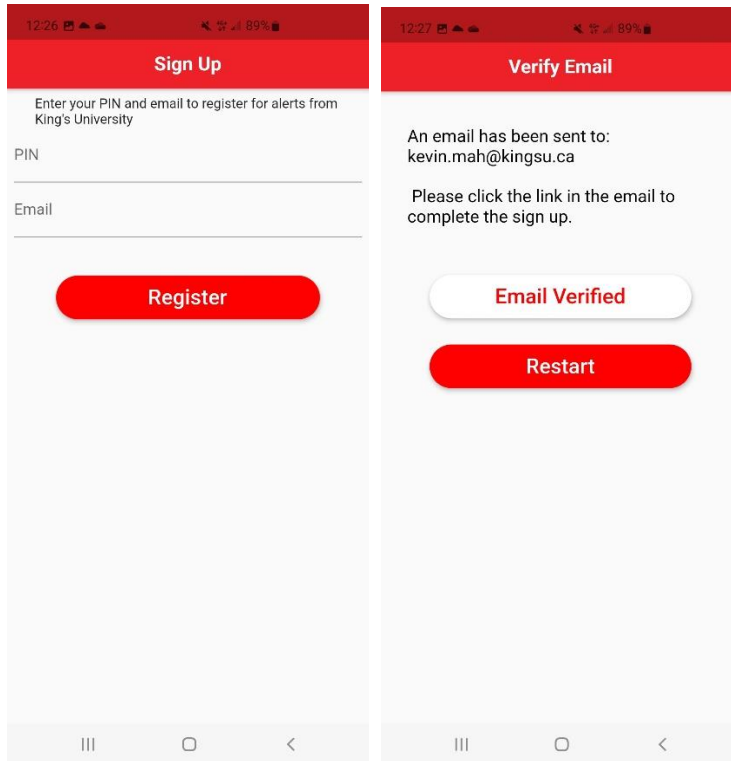 12:26 89%
Sign Up
Enter your PIN and email to register for alerts from
King's University
PIN
Email
Register
12:27 89%
Verify Email
An email has been sent to:
kevin.mah@kingsu.ca
Please click the link in the email to
complete the sign up.
Email Verified
Restart